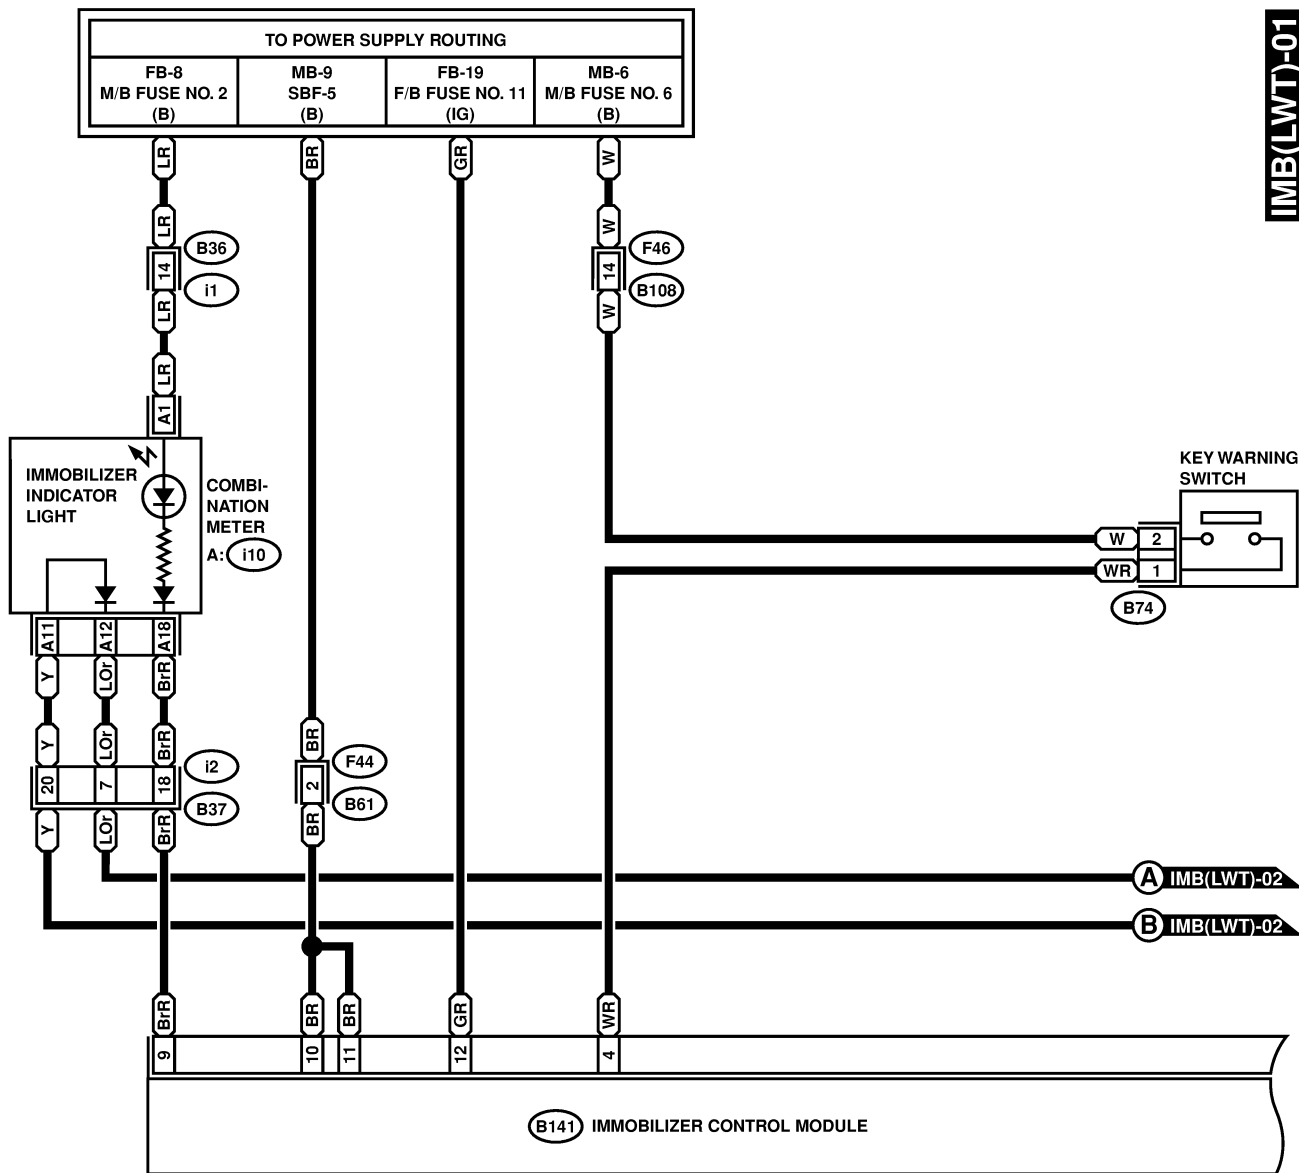 TO POWER SUPPLY ROUTING
FB-8
M/B FUSE NO. 2
(B)
MB-9
SBF-5
(B)
FB-19
F/B FUSE NO. 11
(IG)
MB-6
M/B FUSE NO. 6
(B)
IMB(LWT)-01
LR
BR
GR
W
LR
W
B36
F46
14
14
i1
B108
LR
W
LR
A1
IMMOBILIZER
INDICATOR
LIGHT
COMBI-
NATION
METER
A: i10
KEY WARNING
SWITCH
W
2
WR
1
B74
A11
A12
A18
Y
LOr
BrR
Y
LOr
BrR
BR
i2
F44
20
7
18
2
B37
B61
Y
LOr
BrR
BR
A IMB(LWT)-02
B IMB(LWT)-02
BrR
BR
BR
GR
WR
9
10
11
12
4
B141 IMMOBILIZER CONTROL MODULE